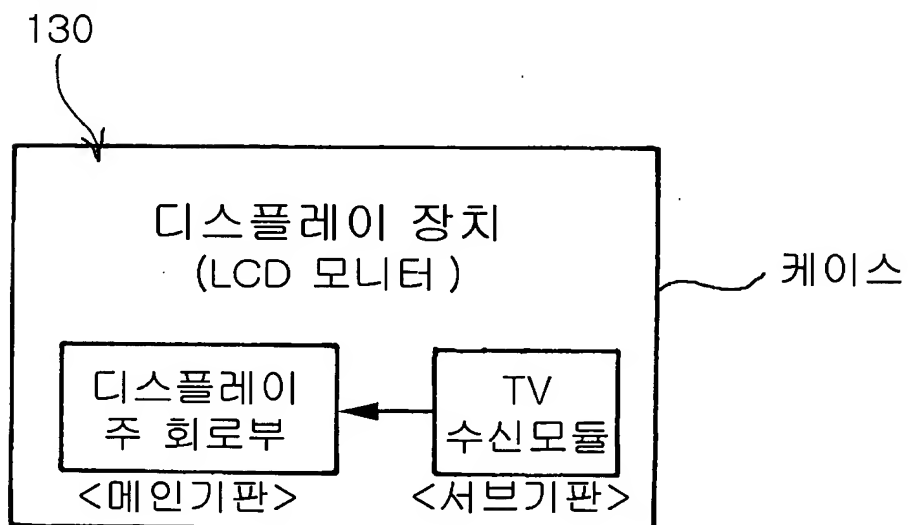 130
디스플레이 장치
(LCD 모니터)
케이스
디스플레이
주 회로부
<메인기판>
TV
수신모듈
<서브기판>